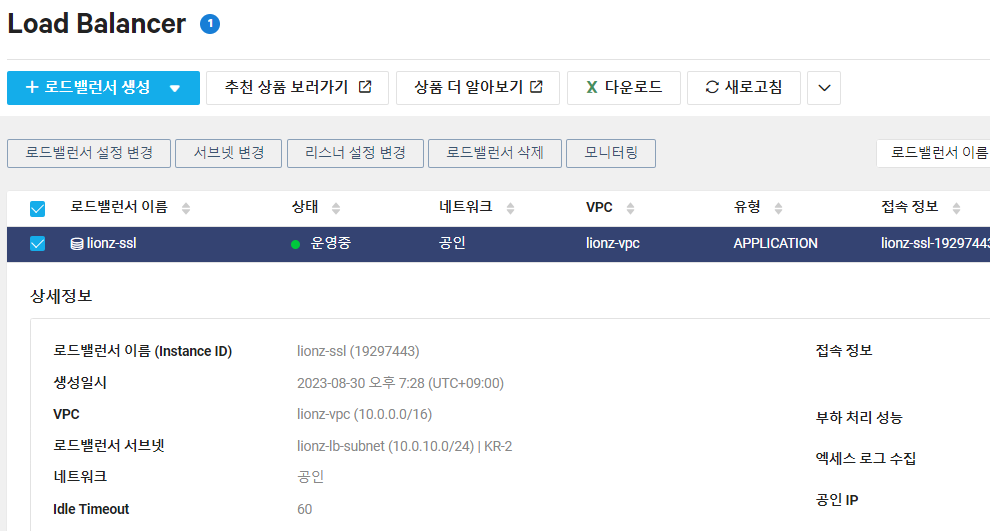 Load Balancer 1
+ 로드밸런서 생성 추천 상품 보러가기 상품 더 알아보기 X 다운로드 새로고침
로드밸런서 설정 변경 서브넷 변경 리스너 설정 변경 로드밸런서 삭제 모니터링 로드밸런서 이름
로드밸런서 이름 상태 네트워크 VPC 유형 접속 정보
lionz-ssl 운영중 공인 lionz-vpc APPLICATION lionz-ssl-19297443
상세정보
로드밸런서 이름 (Instance ID) lionz-ssl (19297443) 접속 정보
생성일시 2023-08-30 오후 7:28 (UTC+09:00)
VPC lionz-vpc (10.0.0.0/16)
부하 처리 성능
로드밸런서 서브넷 lionz-lb-subnet (10.0.10.0/24) | KR-2
엑세스 로그 수집
네트워크 공인
공인 IP
Idle Timeout 60